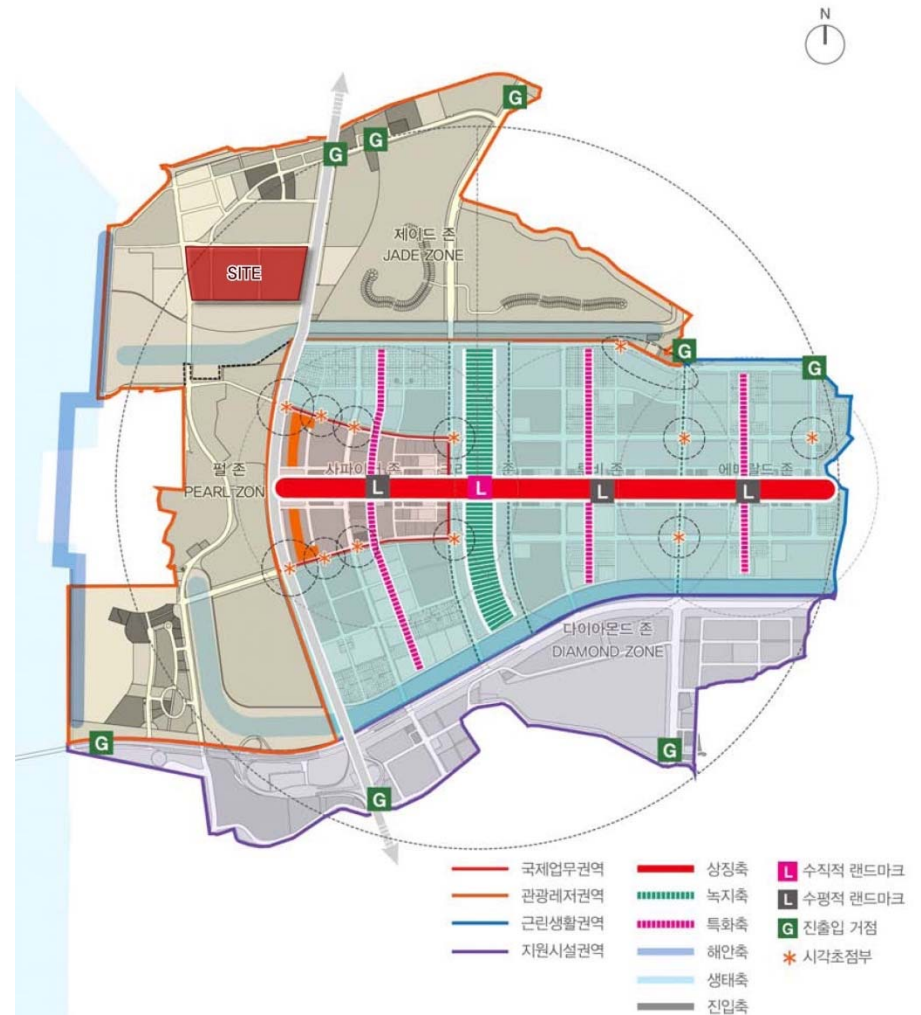 N
G
G
G
제이드 존
JADE ZONE
SITE
G
G
펄 존
PEARL ZON
존
존
존
L
L
L
L
다이아몬드 존
DIAMOND ZONE
G
G
G
국제업무권역
관광레저권역
근린생활권역
지원시설권역
상징축
녹지축
특화축
해안축
생태축
진입축
L 수직적 랜드마크
L 수평적 랜드마크
G 진출입 거점
시각초점부